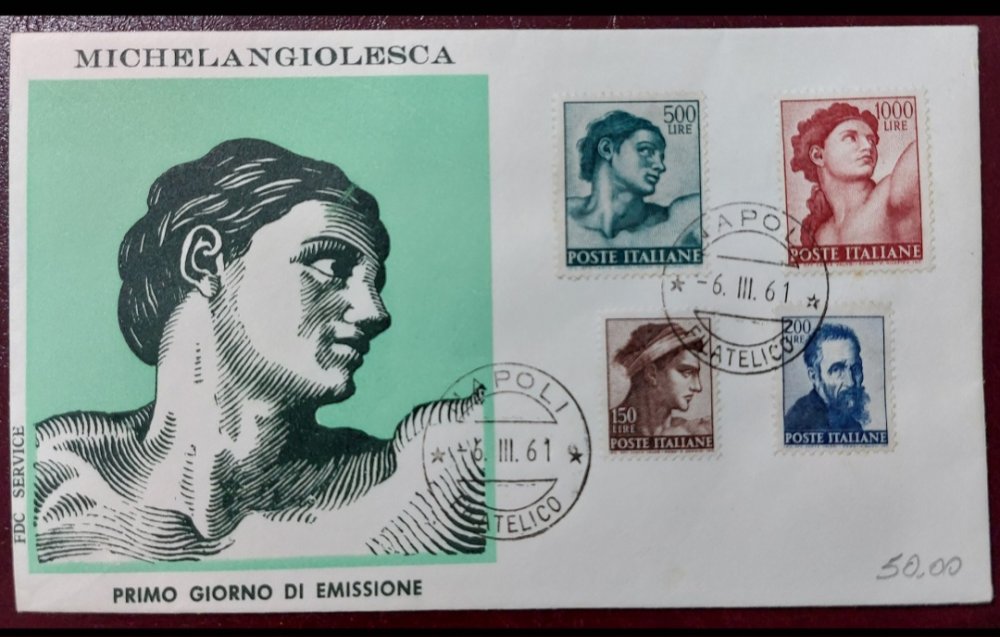 MICHELANGIOLESCA
FDC SERVICE
PRIMO GIORNO DI EMISSIONE
500
LIRE
POSTE ITALIANE
1000
LIRE
POSTE ITALIANE
NAPOLI
-6. III. 61
FILATELICO
150
LIRE
POSTE ITALIANE
200
LIRE
POSTE ITALIANE
NAPOLI
-6. III. 61
FILATELICO
50.00